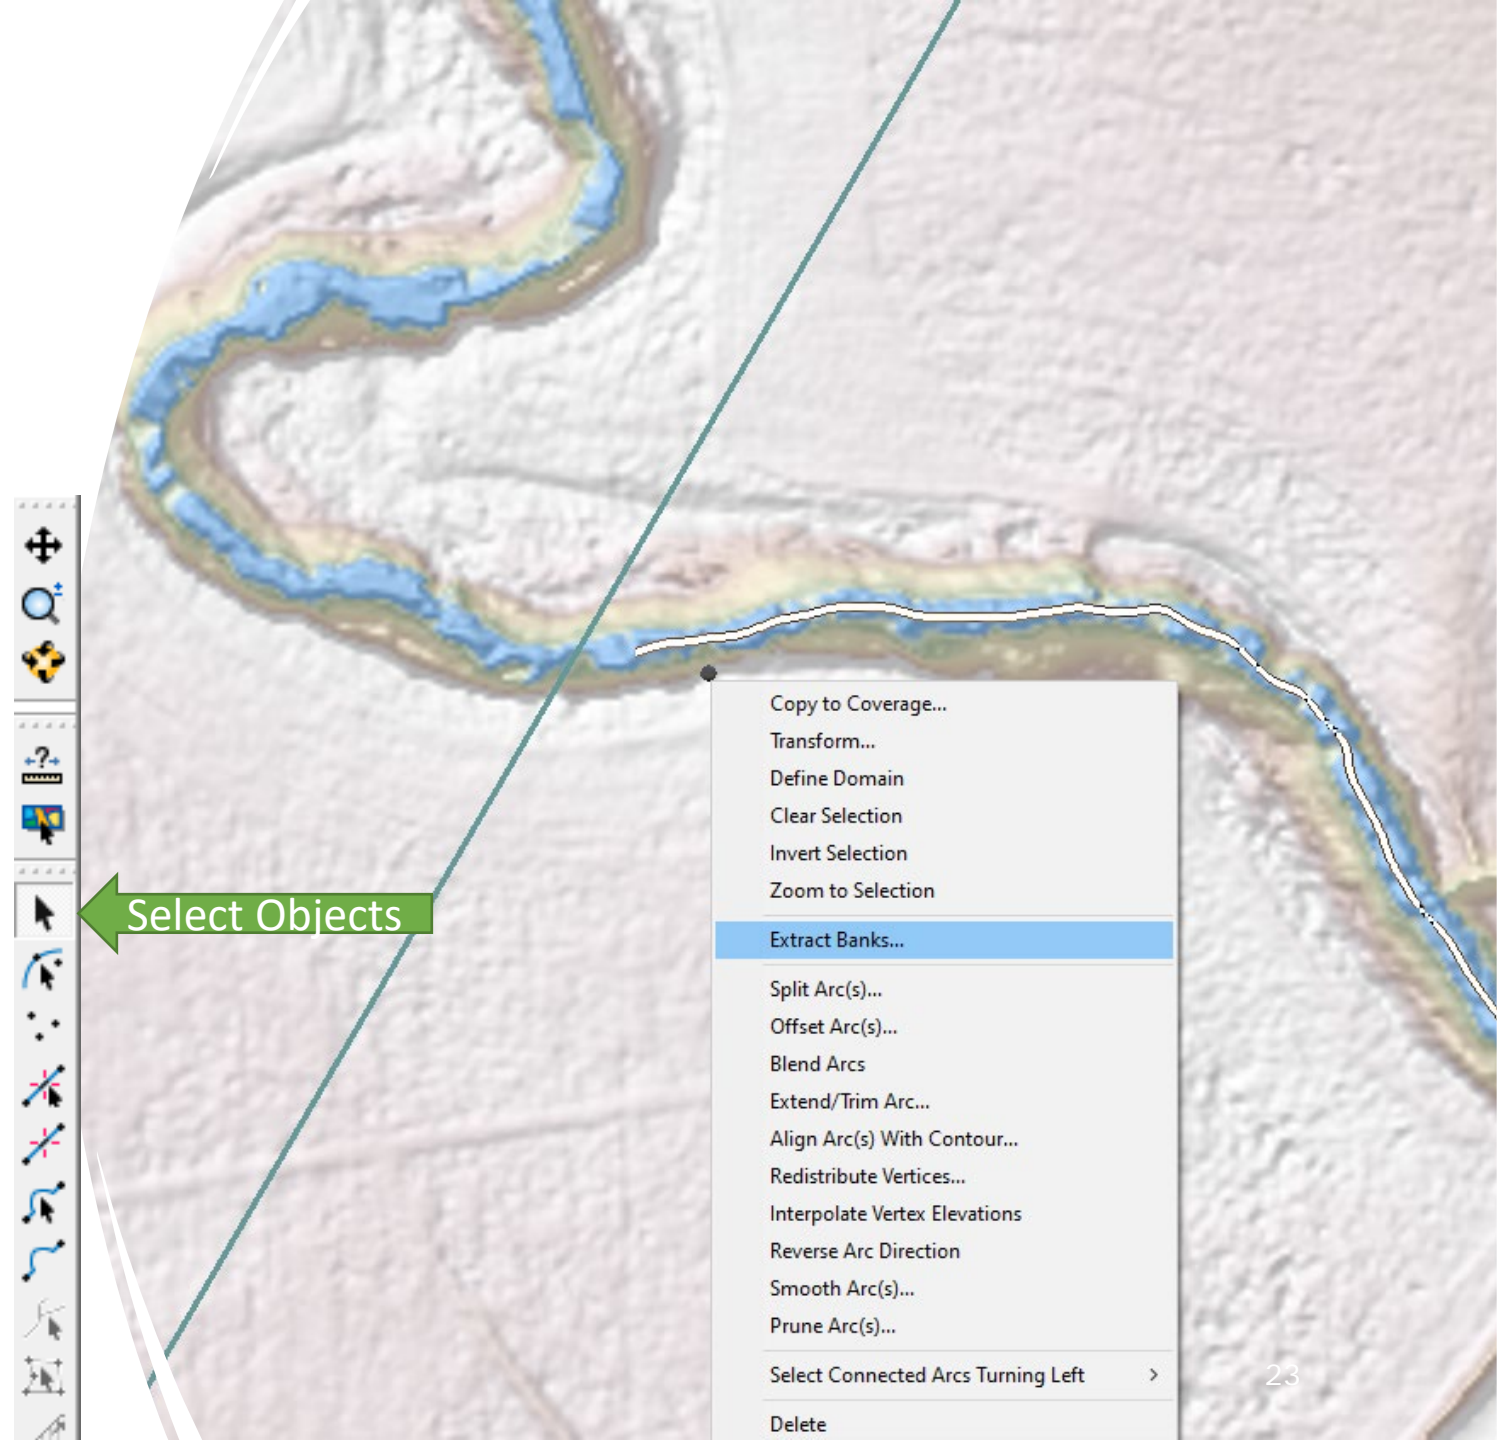 Select Objects
Copy to Coverage...
Transform...
Define Domain
Clear Selection
Invert Selection
Zoom to Selection
Extract Banks...
Split Arc(s)...
Offset Arc(s)...
Blend Arcs
Extend/Trim Arc...
Align Arc(s) With Contour...
Redistribute Vertices...
Interpolate Vertex Elevations
Reverse Arc Direction
Smooth Arc(s)...
Prune Arc(s)...
Select Connected Arcs Turning Left
Delete
23